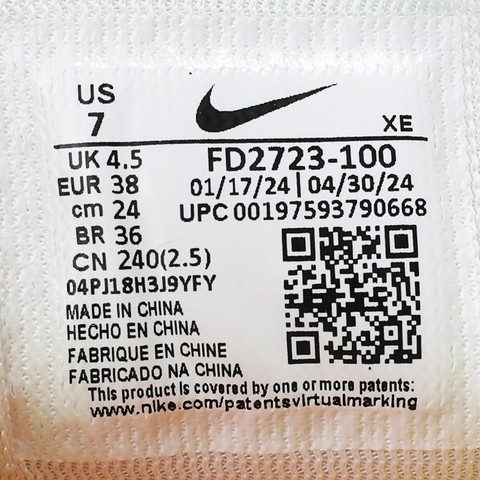 US
7
XE
UK 4.5
FD2723-100
EUR 38
01/17/24 | 04/30/24
cm 24
UPC 00197593790668
BR 36
CN 240(2.5)
04PJ18H3J9YFY
MADE IN CHINA
HECHO EN CHINA
FABRIQUE EN CHINE
FABRICADO NA CHINA
This product is covered by one or more patents:
www.nike.com/patentsvirtualmarking